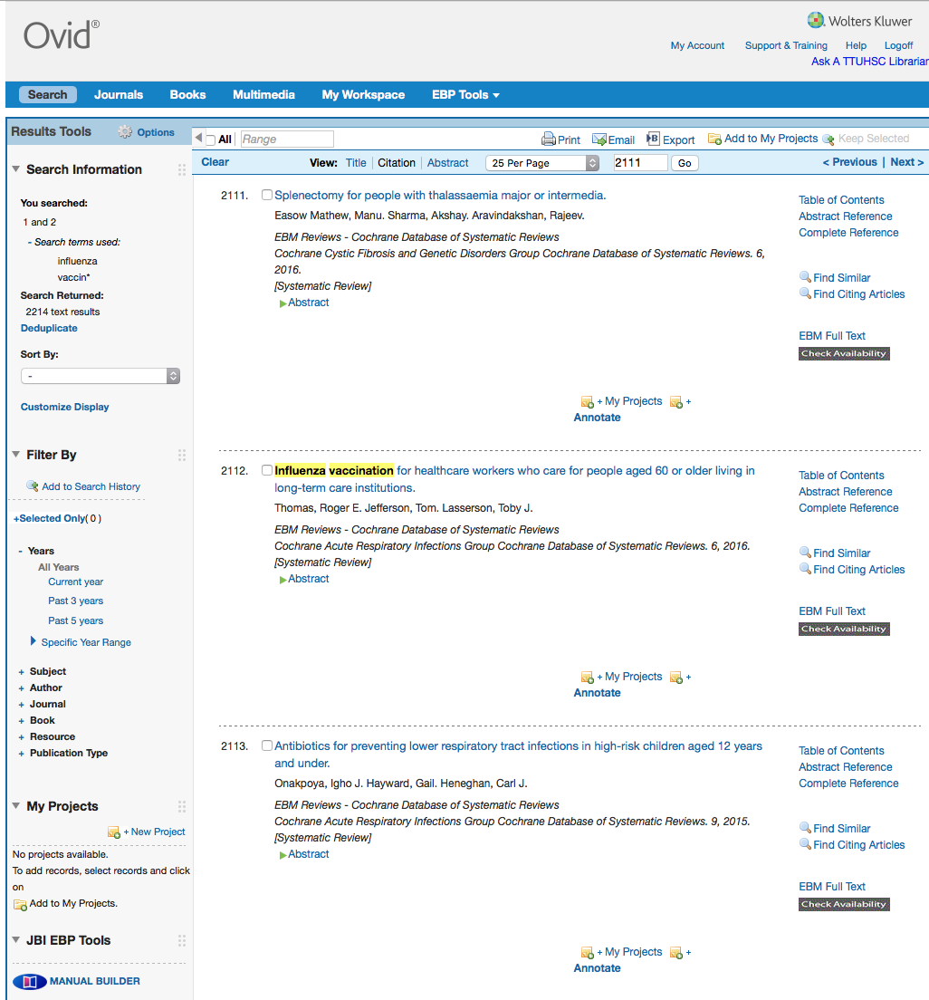 Ovid®
Wolters Kluwer
My Account Support & Training Help Logoff
Ask A TTUHSC Librarian
Search Journals Books Multimedia My Workspace EBP Tools
Results Tools Options
Search Information
You searched:
1 and 2
- Search terms used:
influenza
vaccin*
Search Returned:
2214 text results
Deduplicate
Sort By:
-
Customize Display
Filter By
Add to Search History
+Selected Only( 0 )
- Years
All Years
Current year
Past 3 years
Past 5 years
Specific Year Range
+ Subject
+ Author
+ Journal
+ Book
+ Resource
+ Publication Type
My Projects
+ New Project
No projects available.
To add records, select records and click
on
Add to My Projects.
JBI EBP Tools
MANUAL BUILDER
All Range Print Email Export Add to My Projects Keep Selected
Clear View: Title | Citation | Abstract 25 Per Page 2111 Go < Previous | Next >
2111. Splenectomy for people with thalassaemia major or intermedia.
Easow Mathew, Manu. Sharma, Akshay. Aravindakshan, Rajeev.
EBM Reviews - Cochrane Database of Systematic Reviews
Cochrane Cystic Fibrosis and Genetic Disorders Group Cochrane Database of Systematic Reviews. 6,
2016.
[Systematic Review]
Abstract
Table of Contents
Abstract Reference
Complete Reference
Find Similar
Find Citing Articles
EBM Full Text
Check Availability
+ My Projects +
Annotate
2112. Influenza vaccination for healthcare workers who care for people aged 60 or older living in
long-term care institutions.
Thomas, Roger E. Jefferson, Tom. Lasserson, Toby J.
EBM Reviews - Cochrane Database of Systematic Reviews
Cochrane Acute Respiratory Infections Group Cochrane Database of Systematic Reviews. 6, 2016.
[Systematic Review]
Abstract
Table of Contents
Abstract Reference
Complete Reference
Find Similar
Find Citing Articles
EBM Full Text
Check Availability
+ My Projects +
Annotate
2113. Antibiotics for preventing lower respiratory tract infections in high-risk children aged 12 years
and under.
Onakpoya, Igho J. Hayward, Gail. Heneghan, Carl J.
EBM Reviews - Cochrane Database of Systematic Reviews
Cochrane Acute Respiratory Infections Group Cochrane Database of Systematic Reviews. 9, 2015.
[Systematic Review]
Abstract
Table of Contents
Abstract Reference
Complete Reference
Find Similar
Find Citing Articles
EBM Full Text
Check Availability
+ My Projects +
Annotate